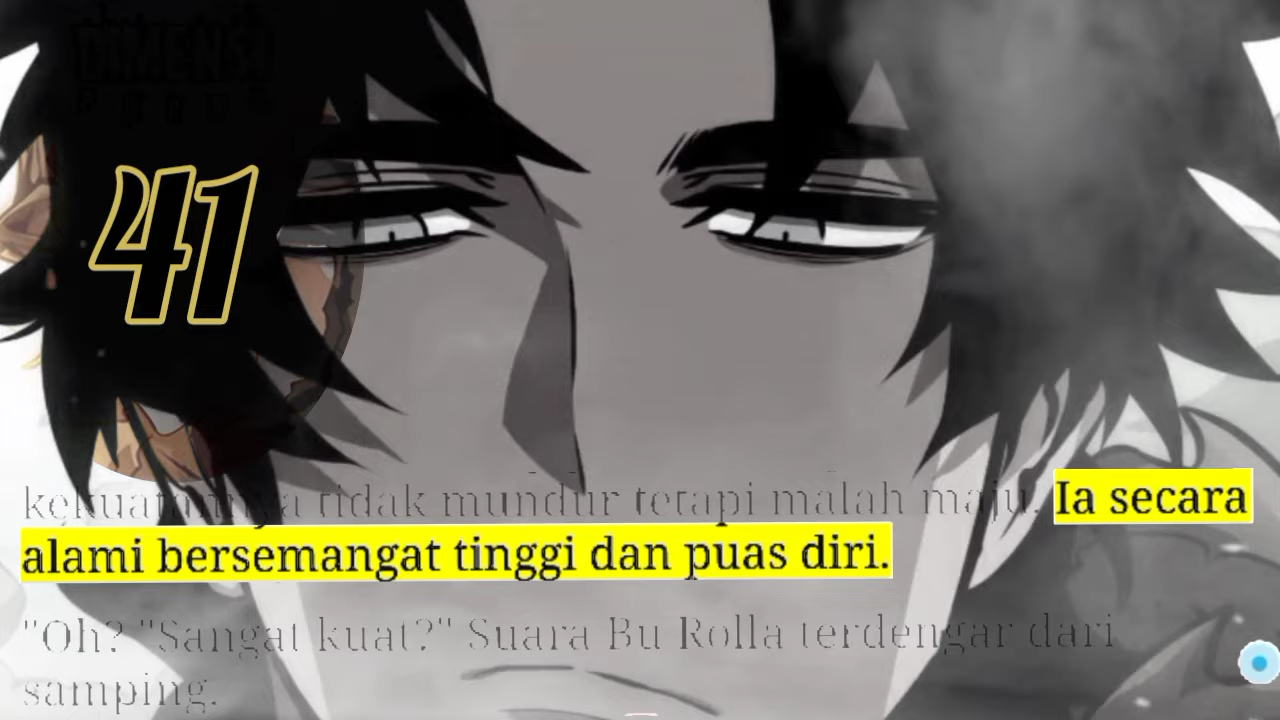 DIMENSI
41
kekuatannya tidak mundur tetapi malah maju. Ia secara
alami bersemangat tinggi dan puas diri.
"Oh? "Sangat kuat?" Suara Bu Rolla terdengar dari
samping.